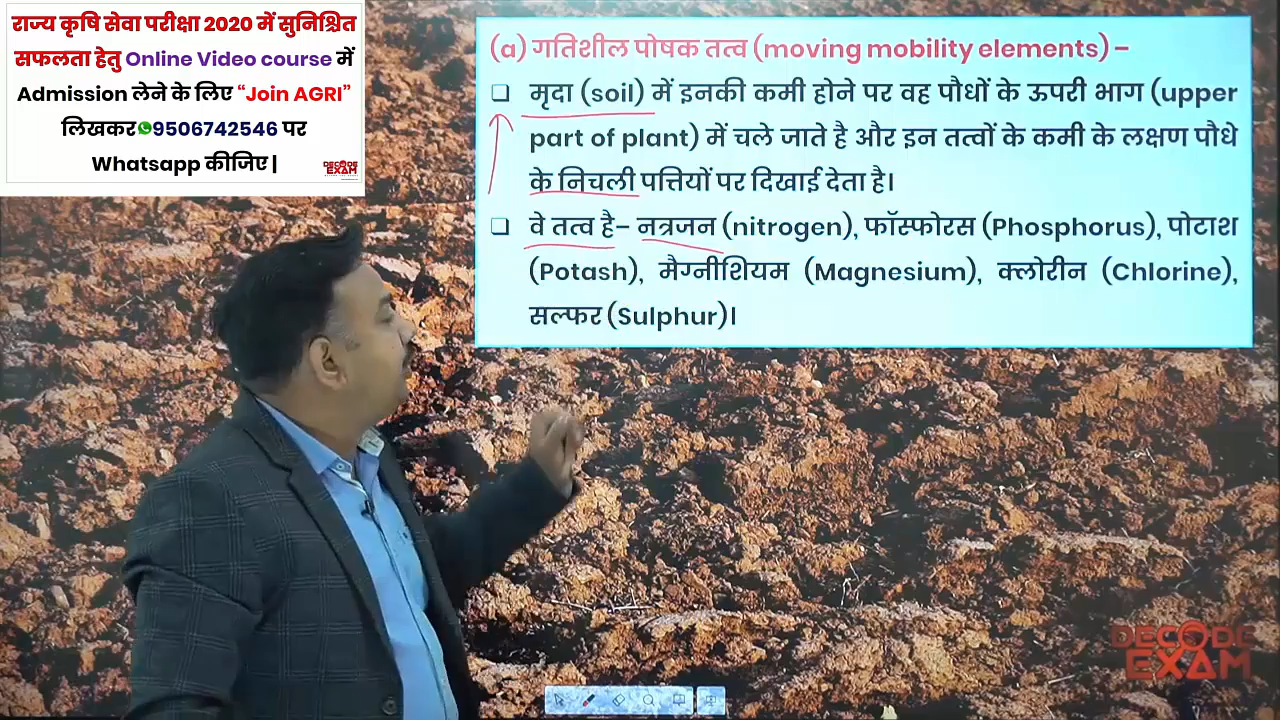 राज्य कृषि सेवा परीक्षा 2020 में सुनिश्चित
सफलता हेतु Online Video course में
Admission लेने के लिए “Join AGRI”
लिखकर 9506742546 पर
Whatsapp कीजिए |
DECODE
EXAM
(a) गतिशील पोषक तत्व (moving mobility elements) –
मृदा (soil) में इनकी कमी होने पर वह पौधों के ऊपरी भाग (upper
part of plant) में चले जाते है और इन तत्वों के कमी के लक्षण पौधे
के निचली पत्तियों पर दिखाई देता है।
वे तत्व है– नत्रजन (nitrogen), फॉस्फोरस (Phosphorus), पोटाश
(Potash), मैग्नीशियम (Magnesium), क्लोरीन (Chlorine),
सल्फर (Sulphur)।
DECODE
EXAM